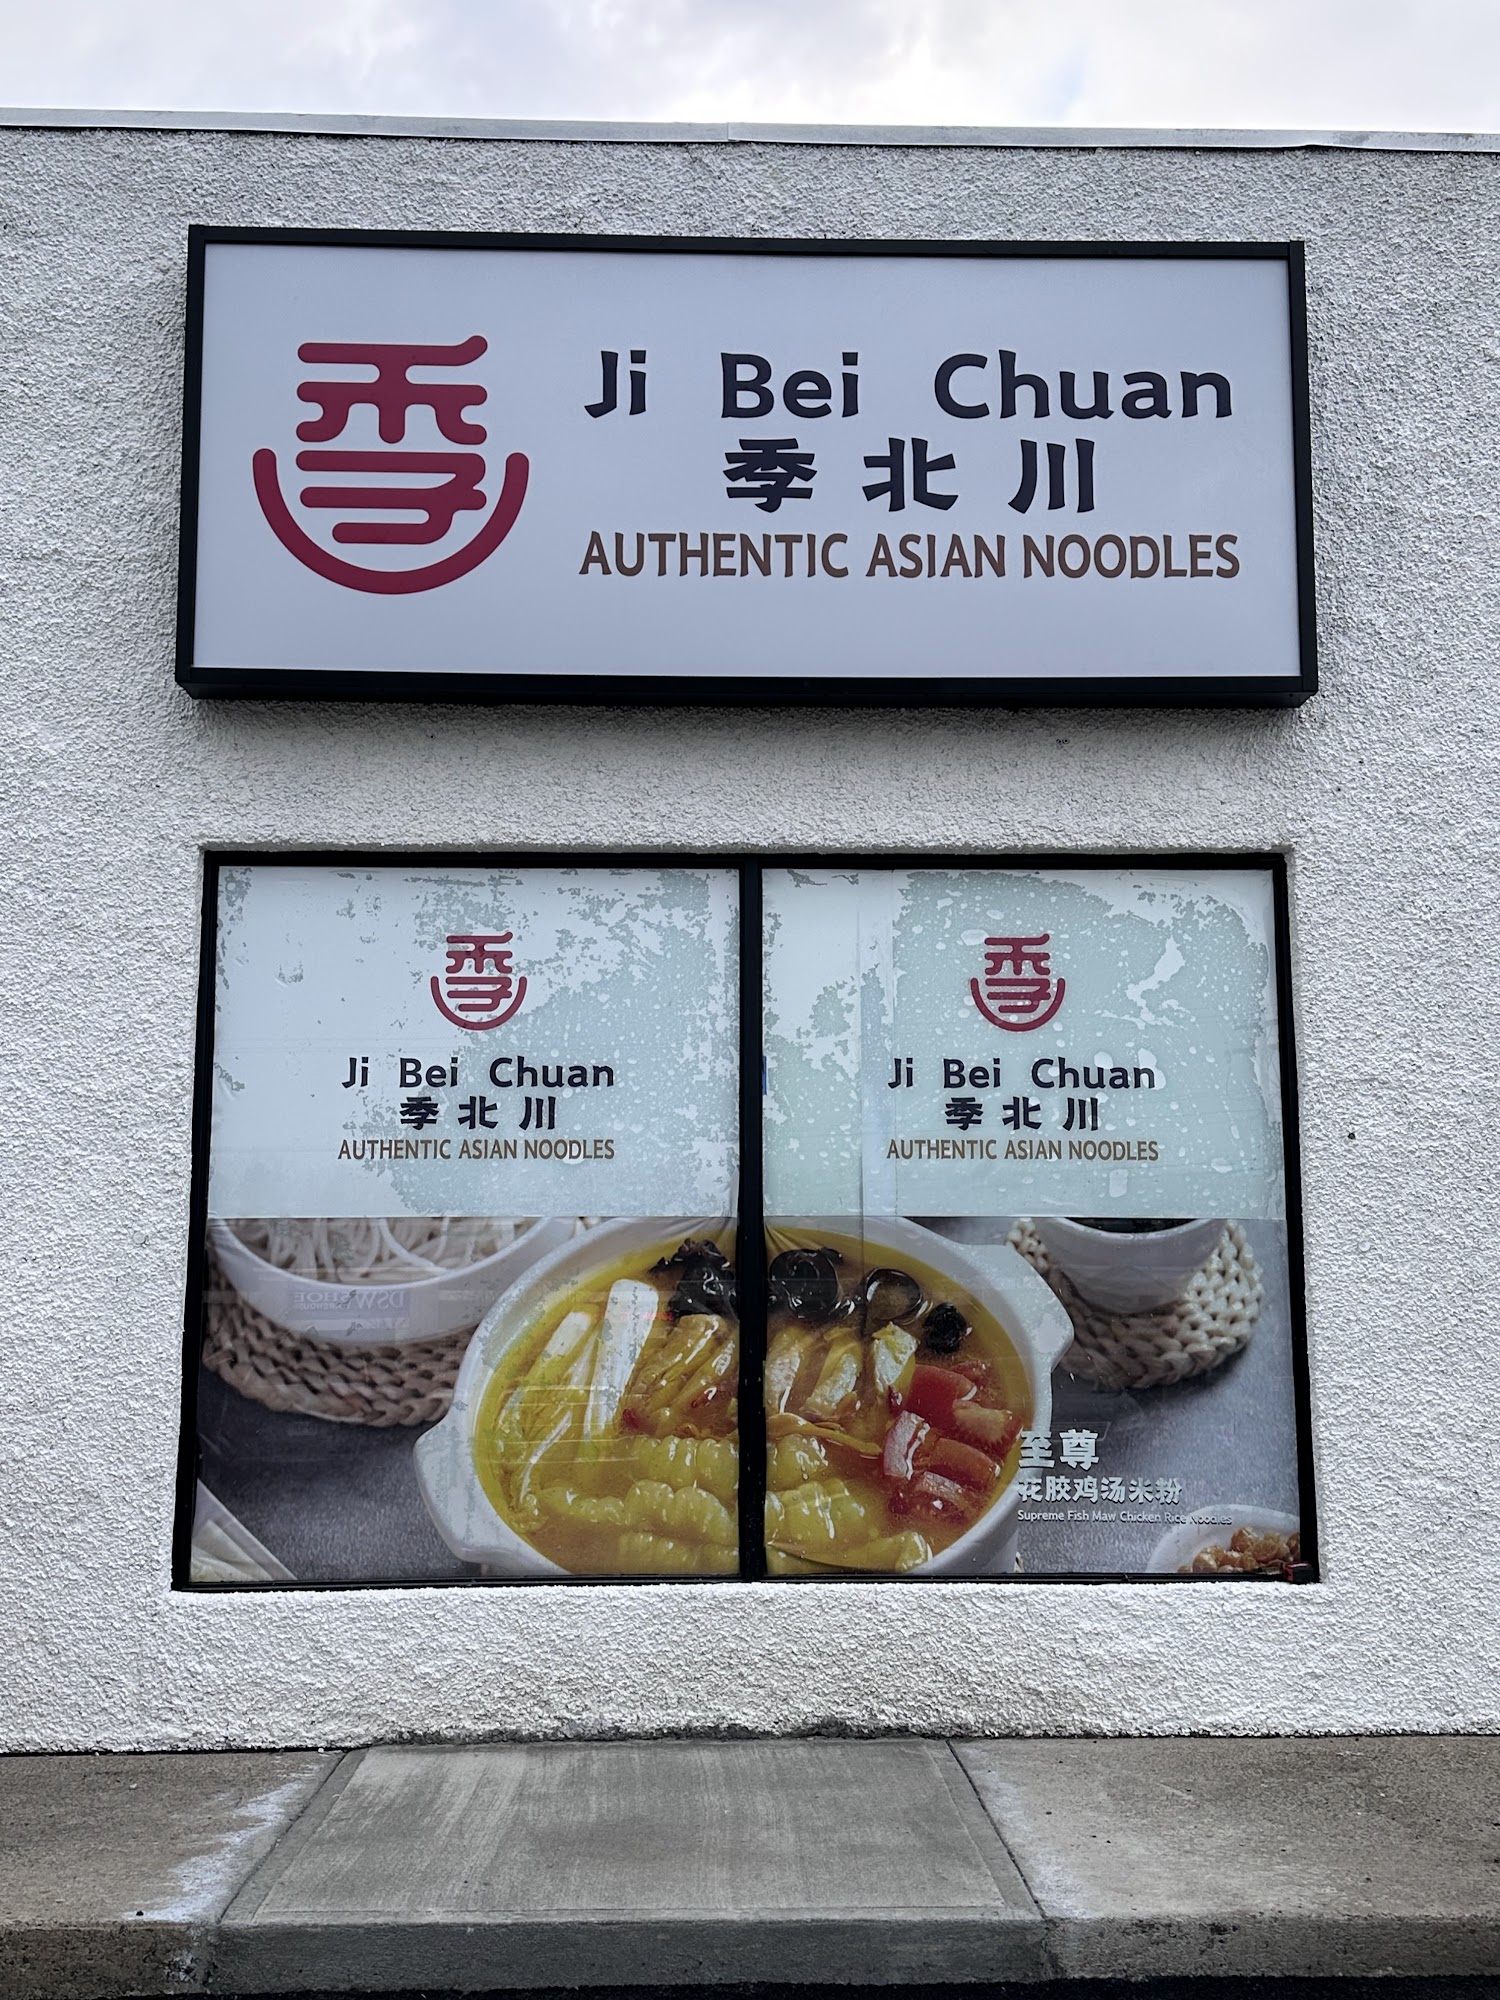 季
Ji Bei Chuan
季北川
AUTHENTIC ASIAN NOODLES
季
Ji Bei Chuan
季北川
AUTHENTIC ASIAN NOODLES
季
Ji Bei Chuan
季北川
AUTHENTIC ASIAN NOODLES
DSW SHOE
至尊
花胶鸡汤米粉
Supreme Fish Maw Chicken Rice Noodles